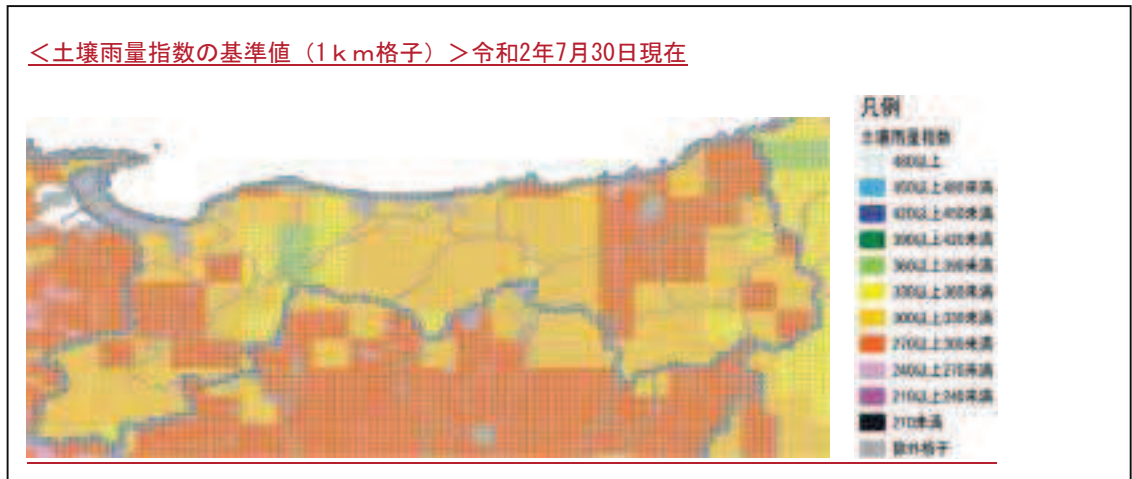 ＜土壌雨量指数の基準値（1ｋｍ格子）＞令和2年7月30日現在
凡例
土壌雨量指数
480以上
450以上480未満
420以上450未満
390以上420未満
360以上390未満
330以上360未満
300以上330未満
270以上300未満
240以上270未満
210以上240未満
除外格子